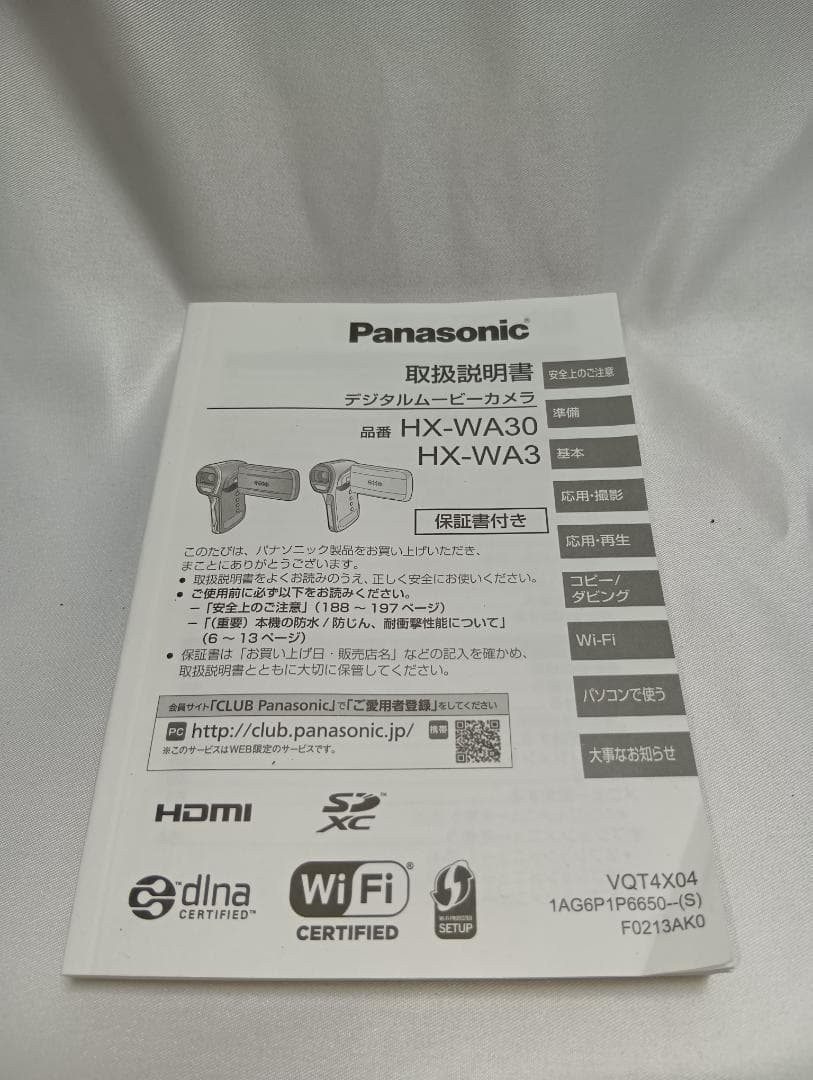 Panasonic®
取扱説明書
デジタルムービーカメラ
品番 HX-WA30
HX-WA3
保証書付き
このたびは、パナソニック製品をお買い上げいただき、
まことにありがとうございます。
● 取扱説明書をよくお読みのうえ、正しく安全にお使いください。
● ご使用前に必ず以下をお読みください。
－「安全上のご注意」(188 ～ 197ページ)
－「(重要) 本機の防水/防じん、耐衝撃性能について」
(6 ～ 13ページ)
● 保証書は「お買い上げ日・販売店名」などの記入を確かめ、
取扱説明書とともに大切に保管してください。
会員サイト「CLUB Panasonic」で「ご愛用者登録」をしてください
PC http://club.panasonic.jp/ 携帯
※このサービスはWEB限定のサービスです。
安全上のご注意
準備
基本
応用・撮影
応用・再生
コピー/
ダビング
Wi-Fi
パソコンで使う
大事なお知らせ
HDMI
SD™
XC
dlna
CERTIFIED™
Wi Fi®
CERTIFIED
WI-FI PROTECTED
SETUP
VQT4X04
1AG6P1P6650--(S)
F0213AK0